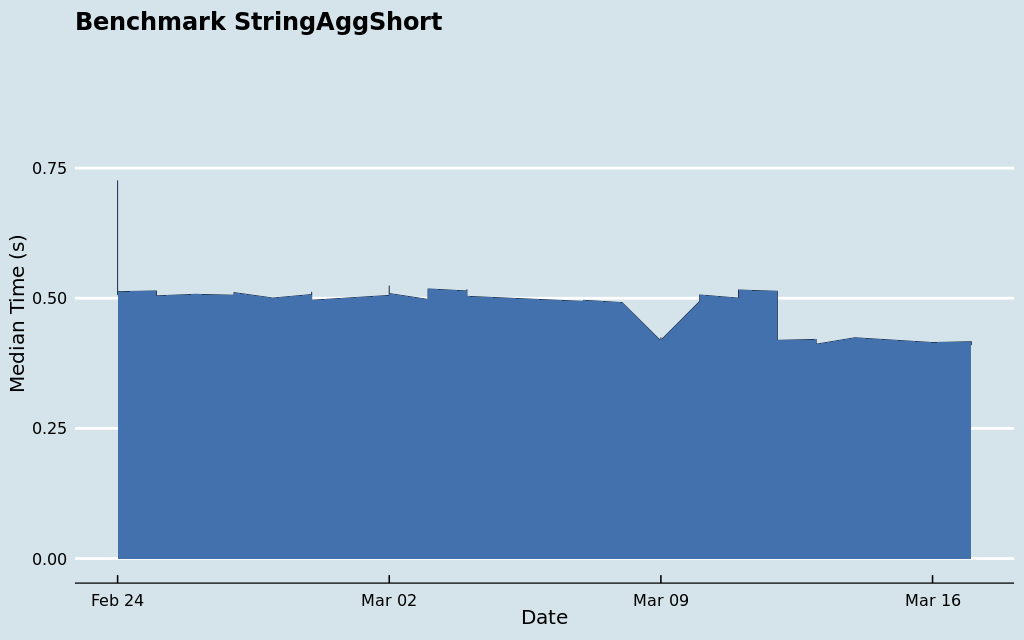 Benchmark StringAggShort
Median Time (s)
0.75
0.50
0.25
0.00
Feb 24 Mar 02 Mar 09 Mar 16
Date